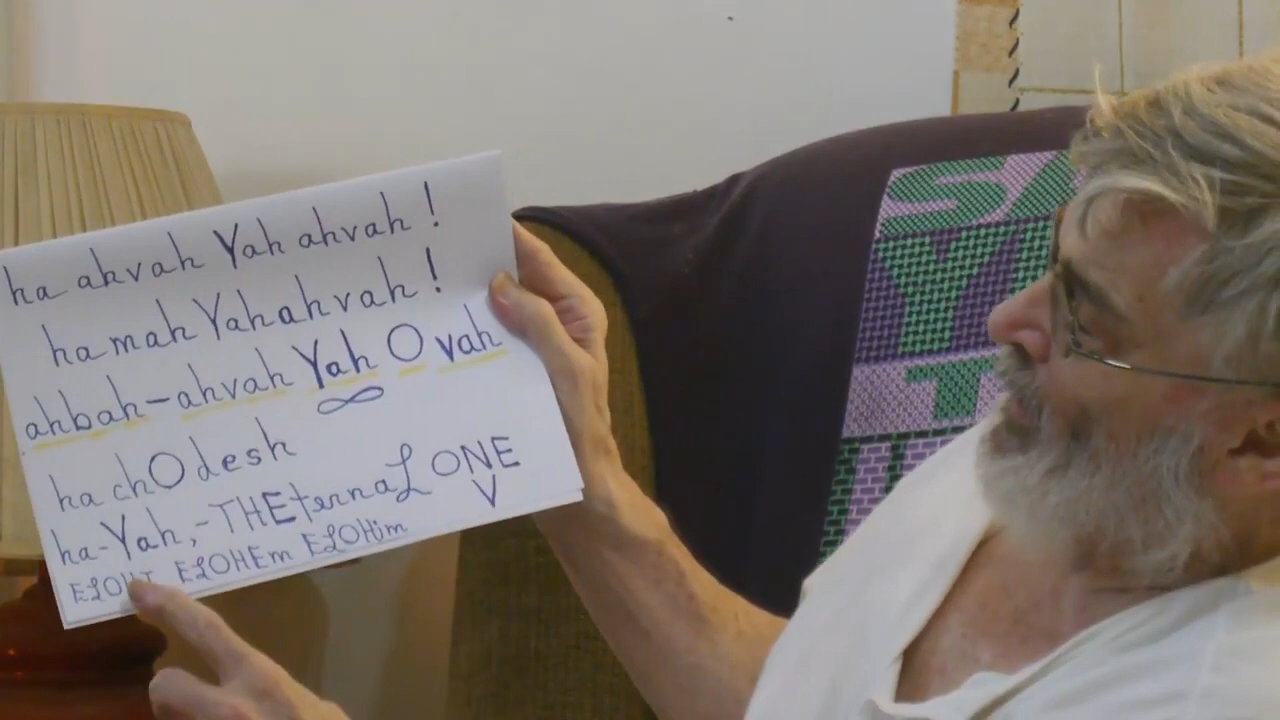 ha ahvah Yah ahvah!
ha mah Yahahvah!
ahbah-ahvah Yah O vah
∞
ha chOdesh
ha-Yah,-THEternaL ONE
V
ELOHEm ELOHim